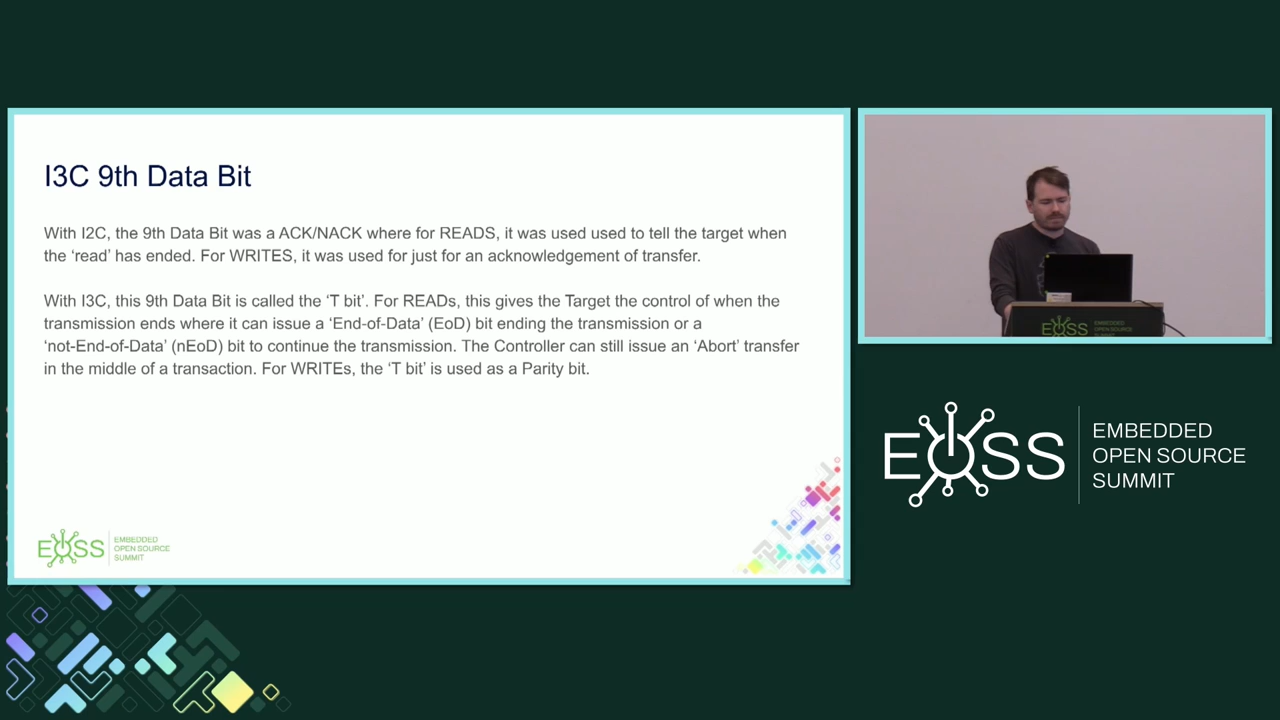 I3C 9th Data Bit
With I2C, the 9th Data Bit was a ACK/NACK where for READS, it was used used to tell the target when
the ‘read’ has ended. For WRITES, it was used for just for an acknowledgement of transfer.
With I3C, this 9th Data Bit is called the ‘T bit’. For READs, this gives the Target the control of when the
transmission ends where it can issue a ‘End-of-Data’ (EoD) bit ending the transmission or a
‘not-End-of-Data’ (nEoD) bit to continue the transmission. The Controller can still issue an ‘Abort’ transfer
in the middle of a transaction. For WRITEs, the ‘T bit’ is used as a Parity bit.
EOSS
EMBEDDED
OPEN SOURCE
SUMMIT
EOSS
EMBEDDED
OPEN SOURCE
SUMMIT
EOSS
EMBEDDED
OPEN SOURCE
SUMMIT